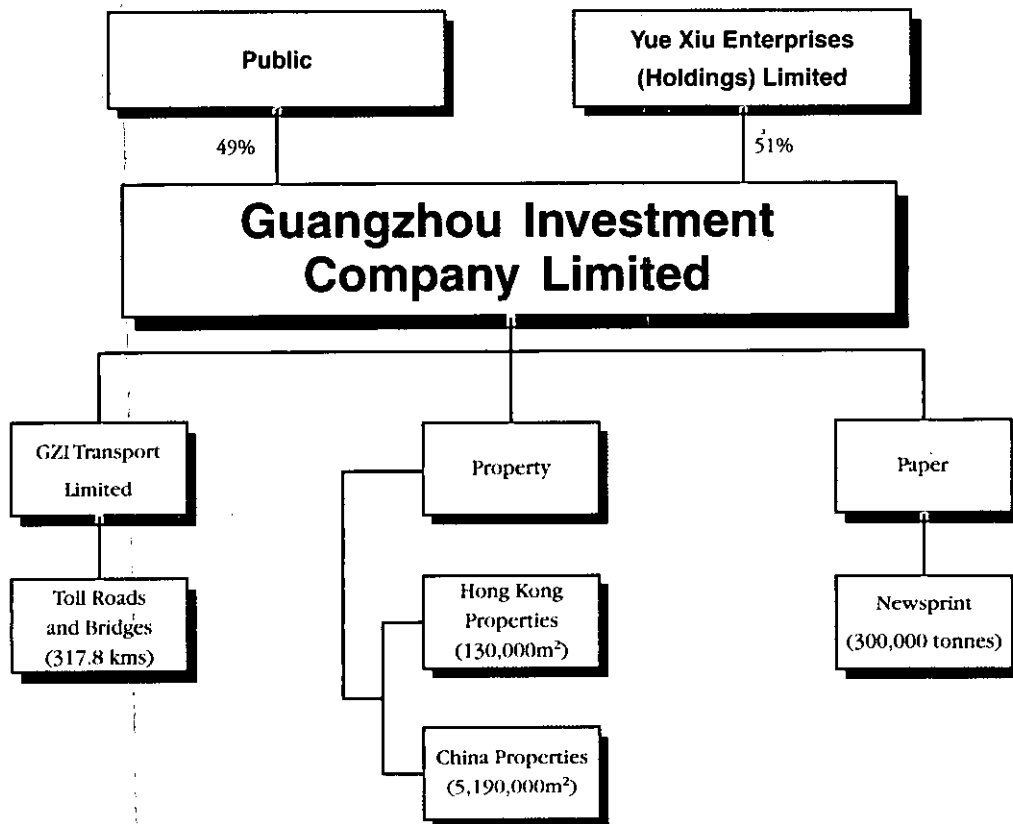 Public
Yue Xiu Enterprises
(Holdings) Limited
49%
51%
Guangzhou Investment
Company Limited
GZI Transport
Limited
Property
Paper
Toll Roads
and Bridges
(317.8 kms)
Hong Kong
Properties
(130,000m²)
Newsprint
(300,000 tonnes)
China Properties
(5,190,000m²)